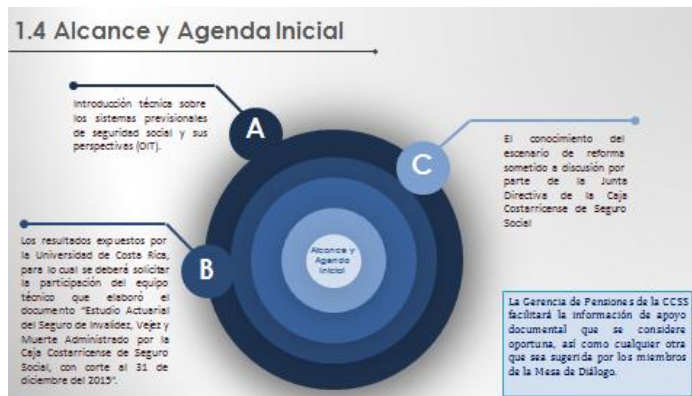 1.4 Alcance y Agenda Inicial
A
Introducción técnica sobre
los sistemas previsionales
de seguridad social y sus
perspectivas (OIT).
B
Los resultados expuestos por
la Universidad de Costa Rica,
para lo cual se deberá solicitar
la participación del equipo
técnico que elaboró el
documento "Estudio Actuarial
del Seguro de Invalidez, Vejez y
Muerte Administrado por la
Caja Costarricense de Seguro
Social, con corte al 31 de
diciembre del 2015".
Alcance y
Agenda
Inicial
C
El conocimiento del
escenario de reforma
sometido a discusión por
parte de la Junta
Directiva de la Caja
Costarricense de Seguro
Social
La Gerencia de Pensiones de la CCSS
facilitará la información de apoyo
documental que se considere
oportuna, así como cualquier otra
que sea sugerida por los miembros
de la Mesa de Diálogo.